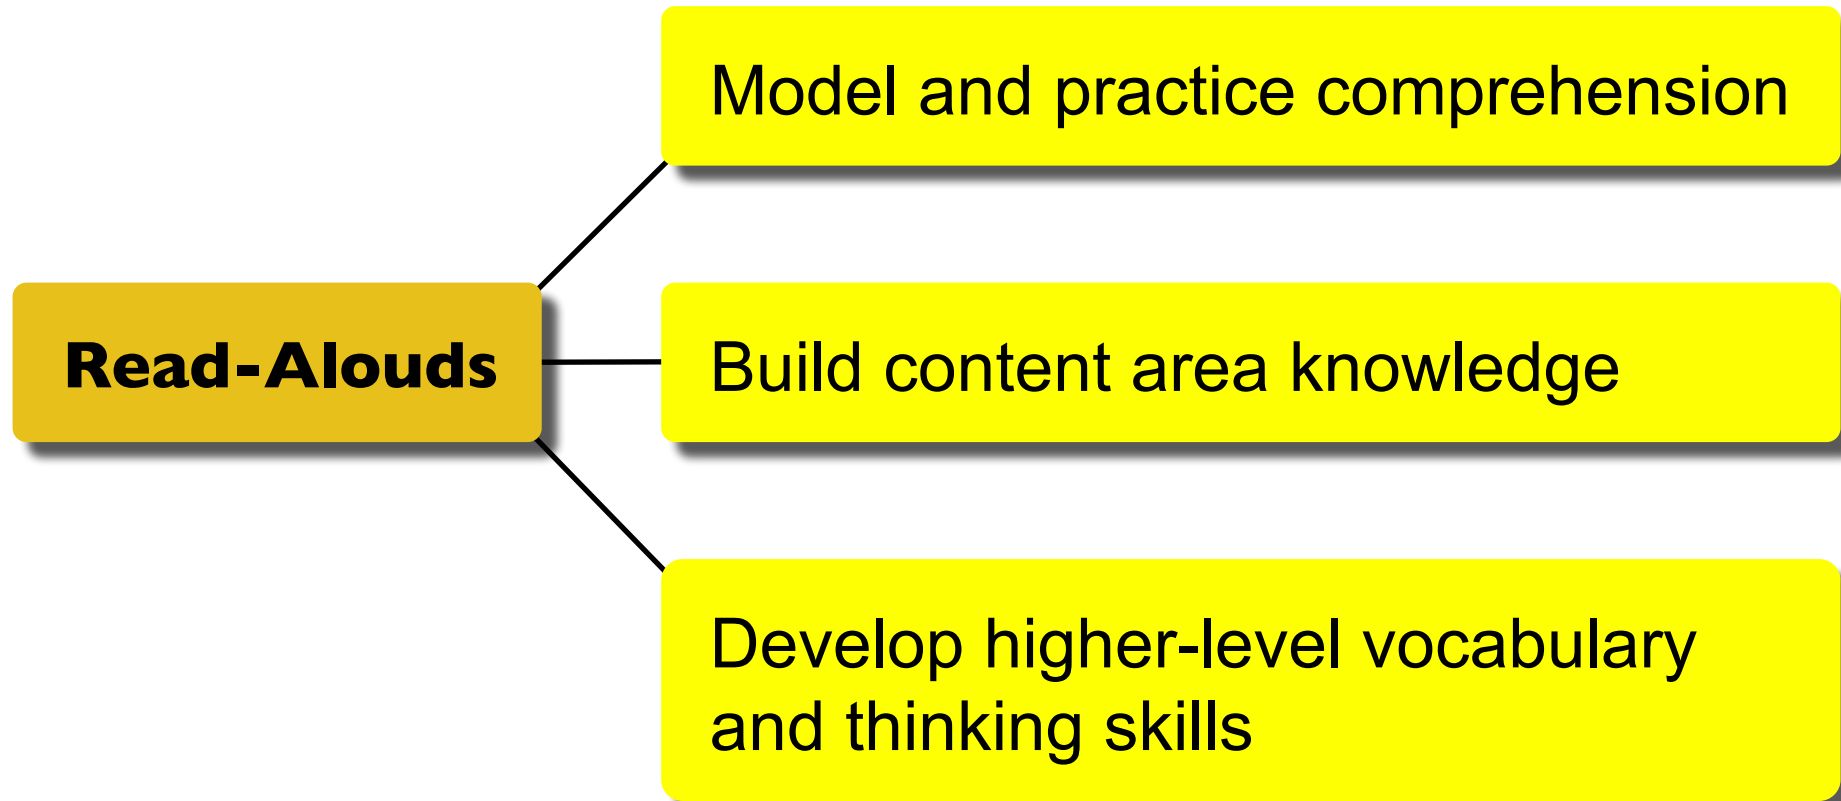 Model and practice comprehension
Read-Alouds
Build content area knowledge
Develop higher-level vocabulary
and thinking skills